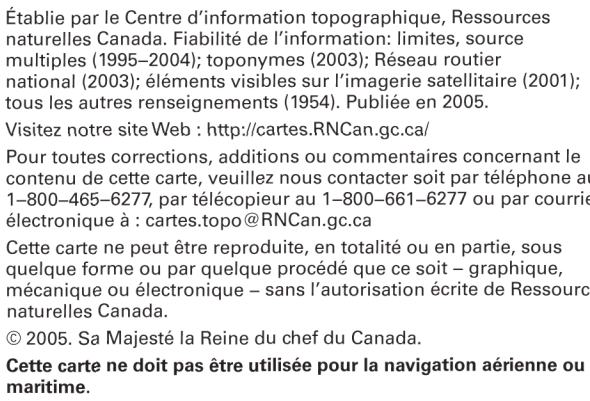 Établie par le Centre d'information topographique, Ressources
naturelles Canada. Fiabilité de l'information: limites, source
multiples (1995–2004); toponymes (2003); Réseau routier
national (2003); éléments visibles sur l'imagerie satellitaire (2001);
tous les autres renseignements (1954). Publiée en 2005.
Visitez notre site Web : http://cartes.RNCan.gc.ca/
Pour toutes corrections, additions ou commentaires concernant le
contenu de cette carte, veuillez nous contacter soit par téléphone au
1–800–465–6277, par télécopieur au 1–800–661–6277 ou par courrie
électronique à : cartes.topo@RNCan.gc.ca
Cette carte ne peut être reproduite, en totalité ou en partie, sous
quelque forme ou par quelque procédé que ce soit – graphique,
mécanique ou électronique – sans l'autorisation écrite de Ressourc
naturelles Canada.
© 2005. Sa Majesté la Reine du chef du Canada.
Cette carte ne doit pas être utilisée pour la navigation aérienne ou
maritime.